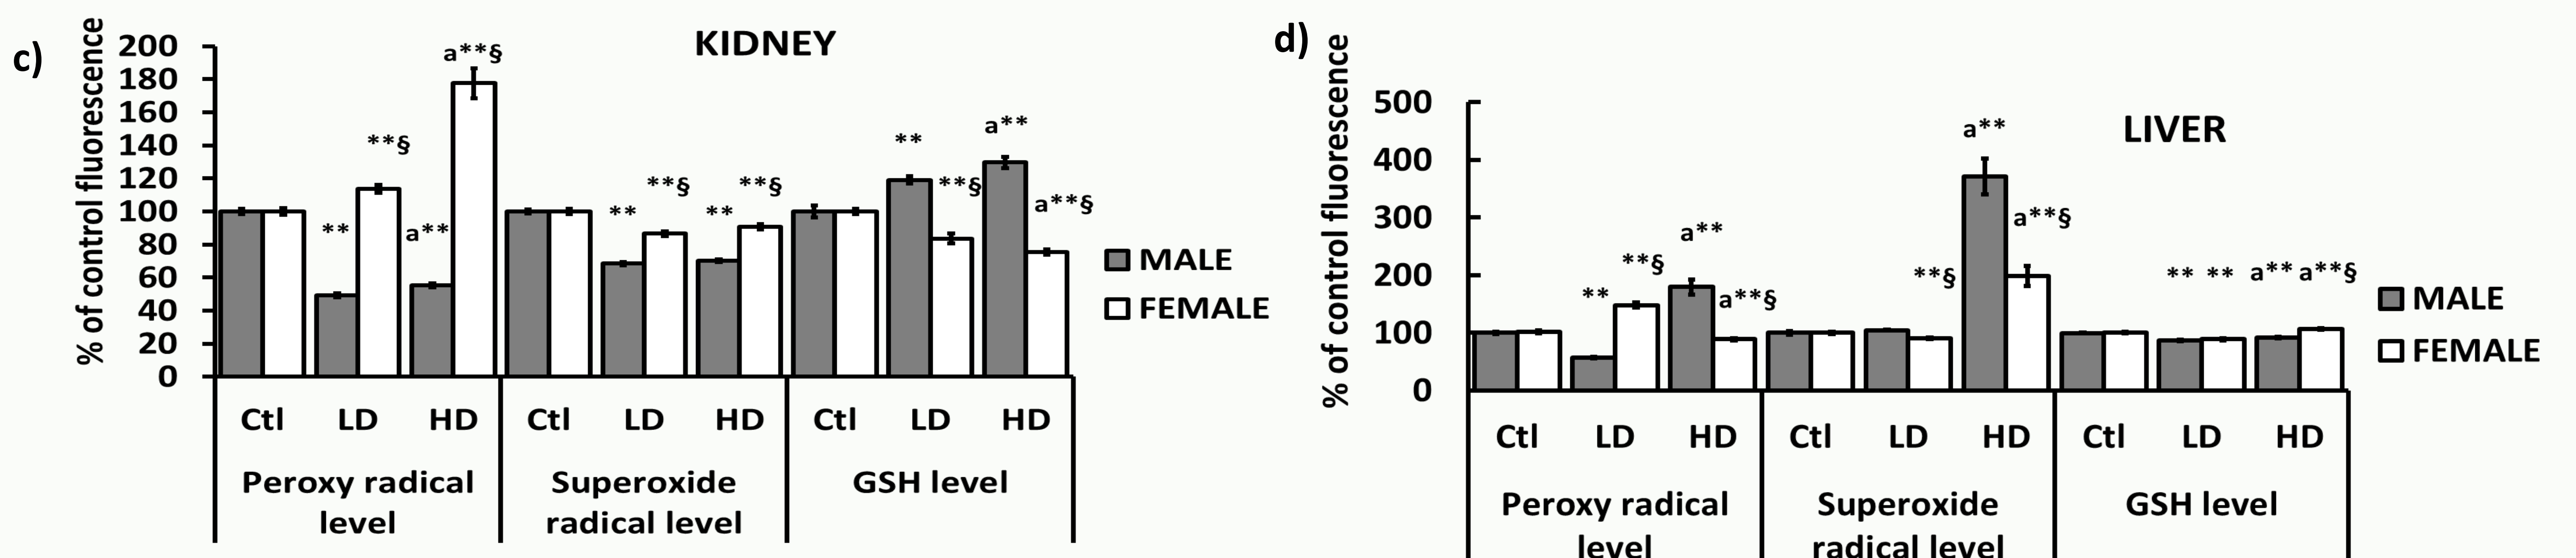 c)
KIDNEY
% of control fluorescence
200
180
160
140
120
100
80
60
40
20
0
** **§ a** a**§
** **§ ** **§
** **§ a** a**§
Ctl LD HD Ctl LD HD Ctl LD HD
Peroxy radical level
Superoxide radical level
GSH level
MALE
FEMALE
d)
LIVER
% of control fluorescence
500
400
300
200
100
0
** **§ a** a**§
**§ a** a**§
** ** a** a**§
Ctl LD HD Ctl LD HD Ctl LD HD
Peroxy radical level
Superoxide radical level
GSH level
MALE
FEMALE